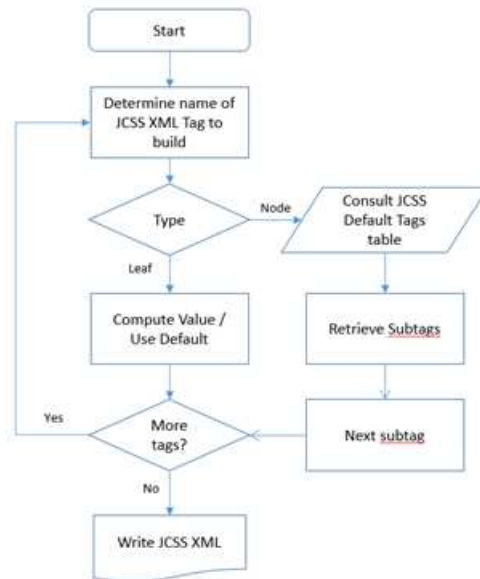 Start
Determine name of
JCSS XML Tag to
build
Type
Node
Consult JCSS
Default Tags
table
Leaf
Compute Value /
Use Default
Retrieve Subtags
Yes
More
tags?
Next subtag
No
Write JCSS XML